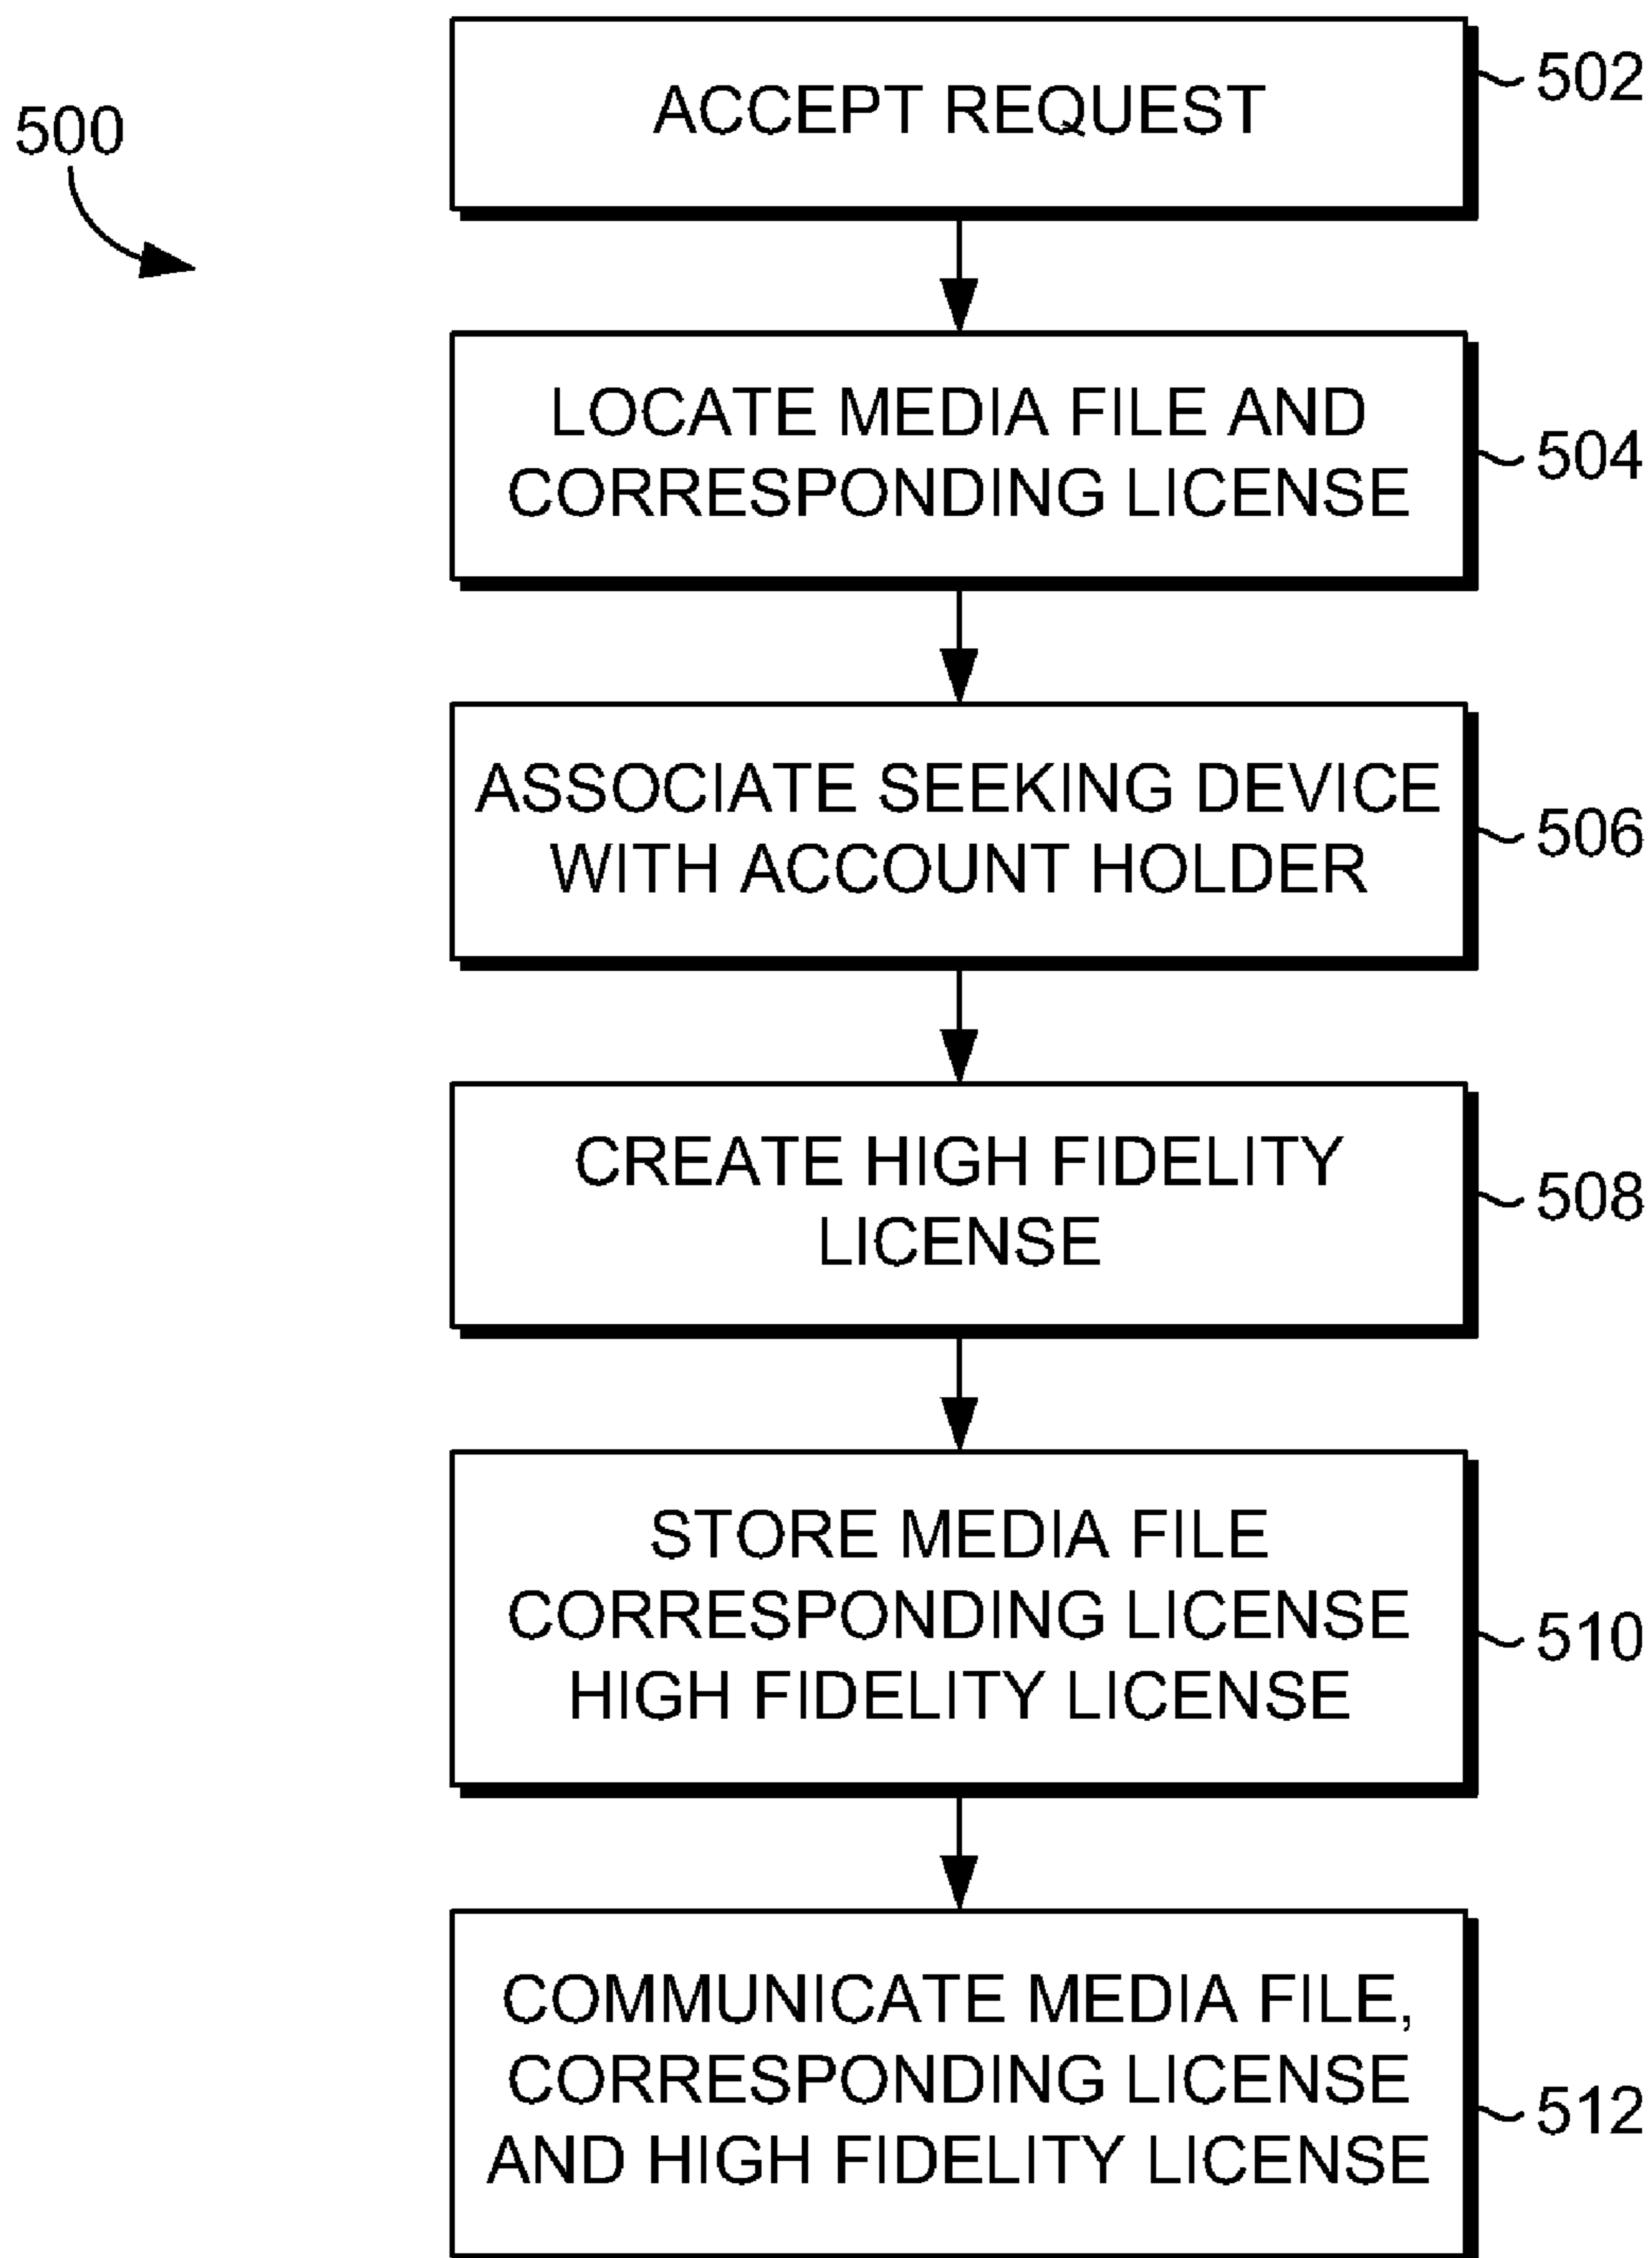 500
ACCEPT REQUEST
502
LOCATE MEDIA FILE AND
CORRESPONDING LICENSE
504
ASSOCIATE SEEKING DEVICE
WITH ACCOUNT HOLDER
506
CREATE HIGH FIDELITY
LICENSE
508
STORE MEDIA FILE
CORRESPONDING LICENSE
HIGH FIDELITY LICENSE
510
COMMUNICATE MEDIA FILE,
CORRESPONDING LICENSE
AND HIGH FIDELITY LICENSE
512